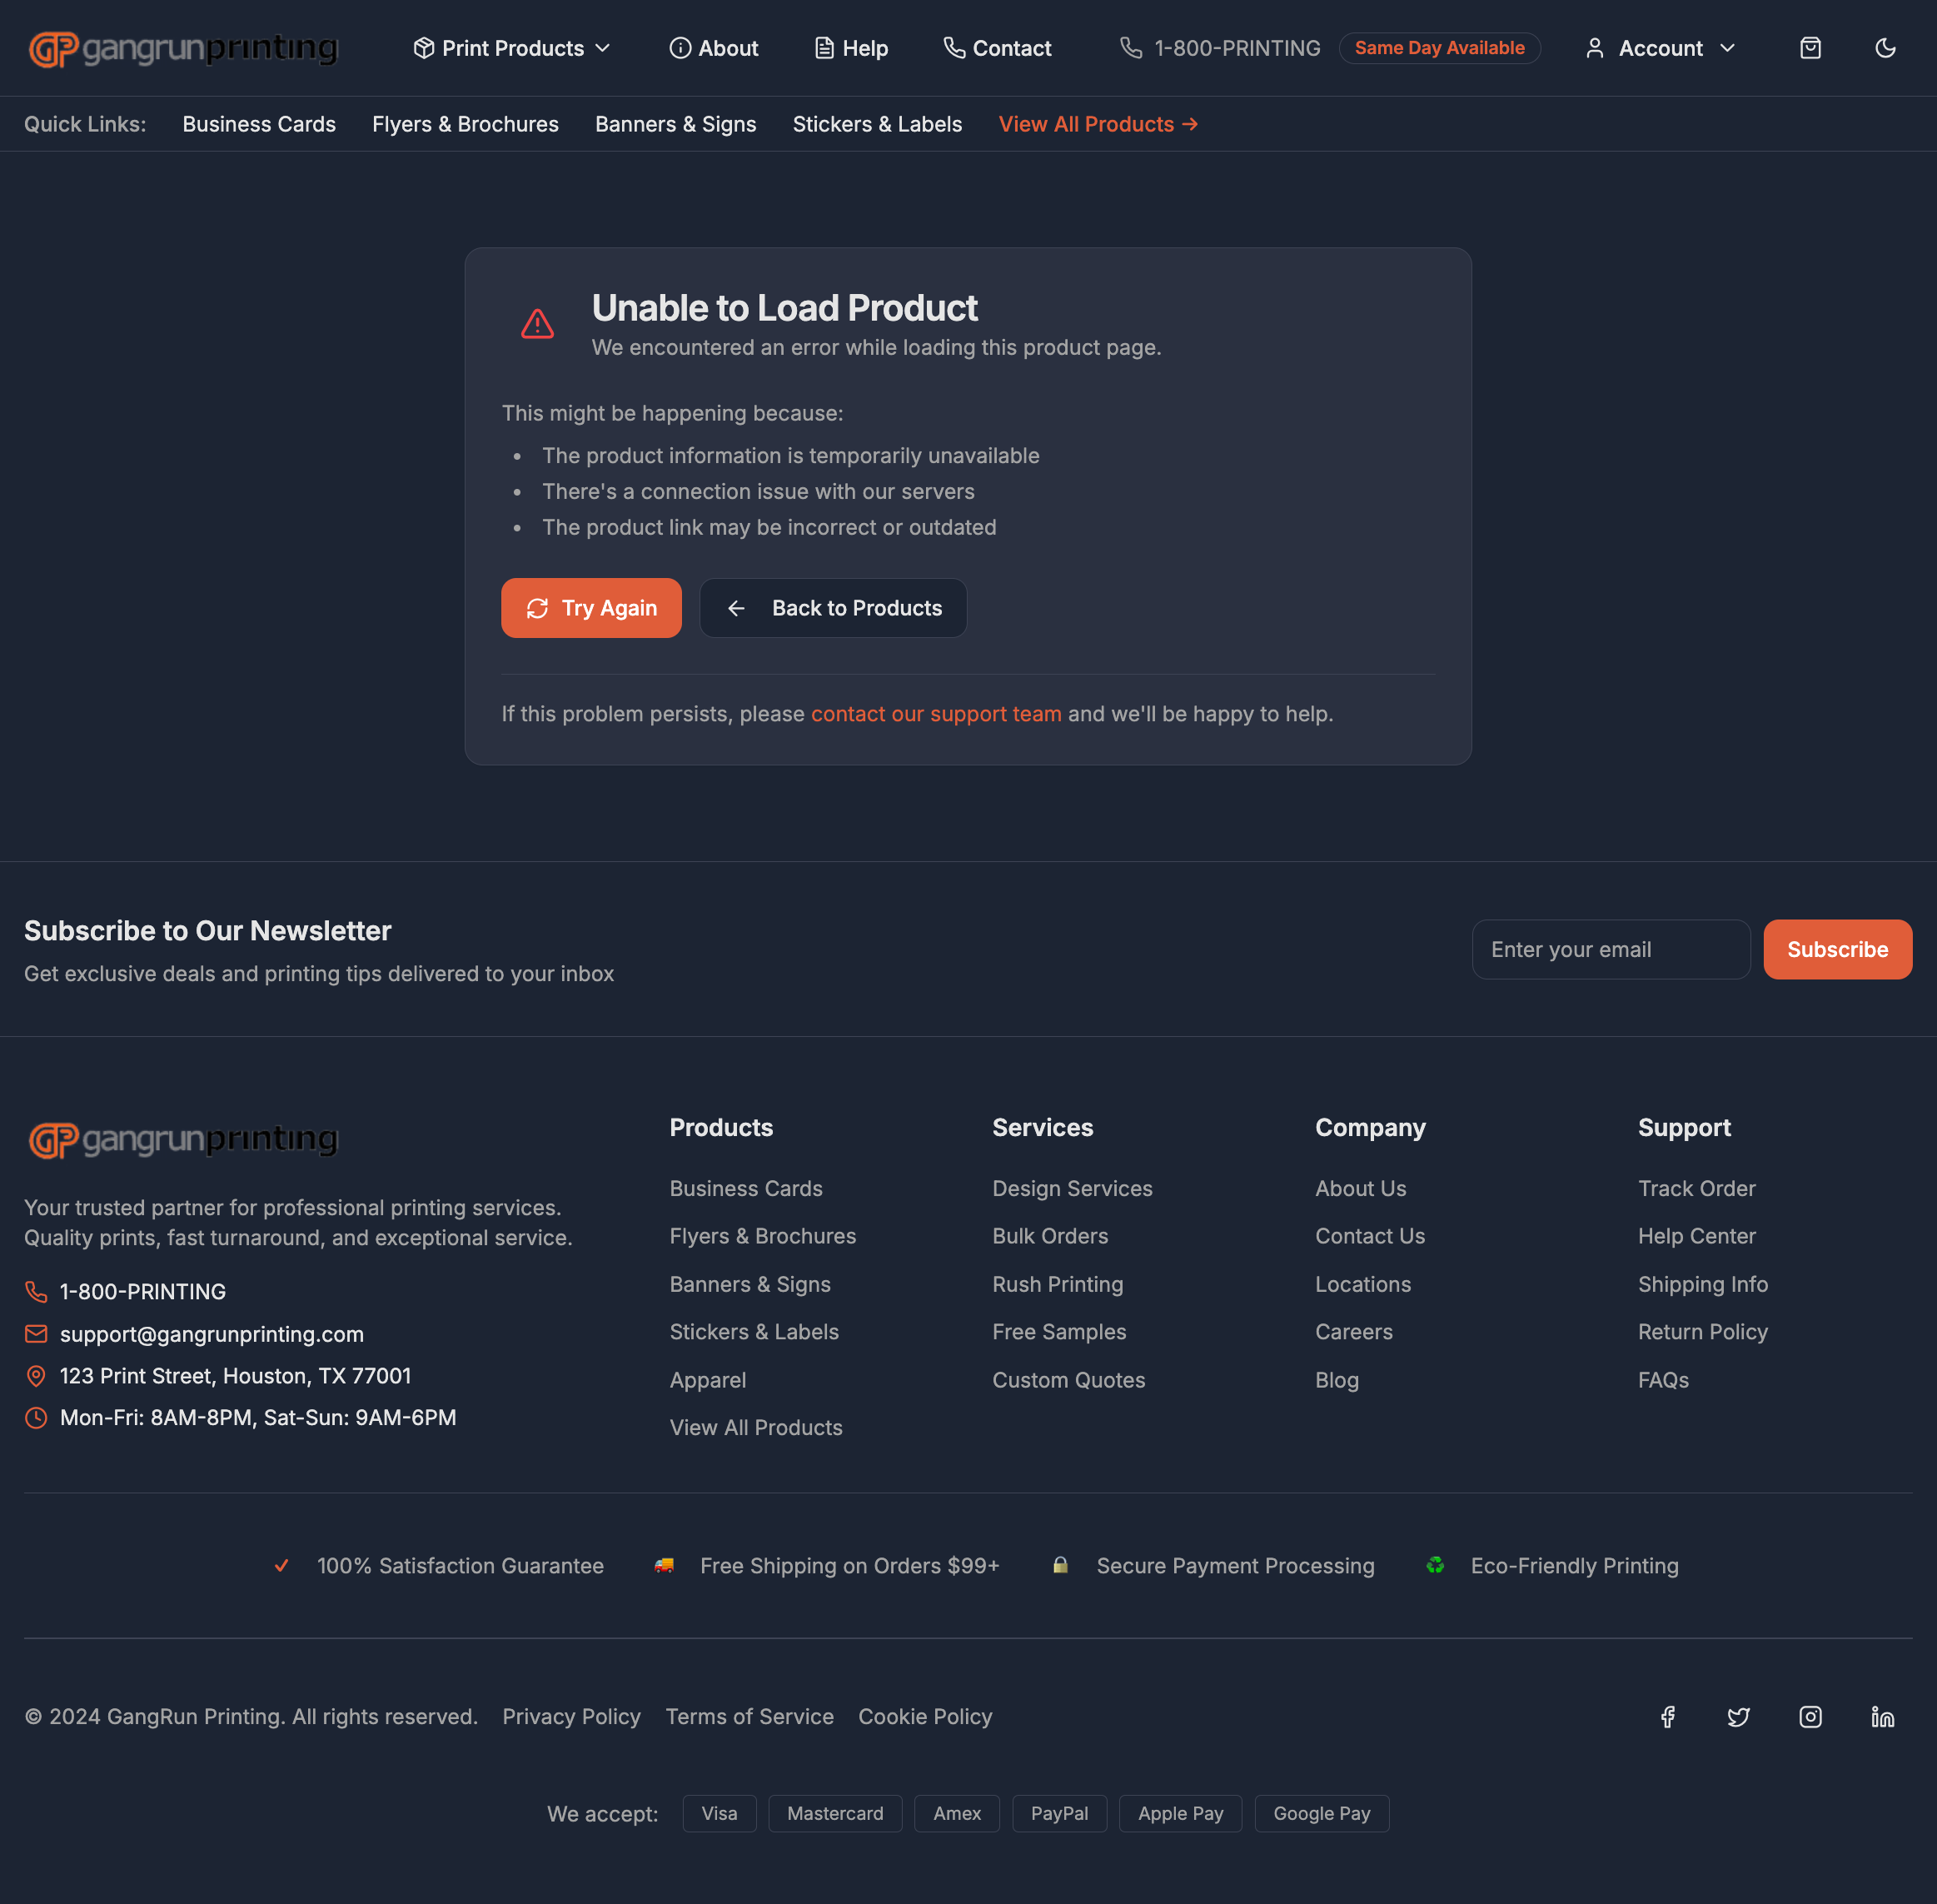 gangrunprinting
Print Products
About
Help
Contact
1-800-PRINTING
Same Day Available
Account
Quick Links:
Business Cards
Flyers & Brochures
Banners & Signs
Stickers & Labels
View All Products →
Unable to Load Product
We encountered an error while loading this product page.
This might be happening because:
• The product information is temporarily unavailable
• There's a connection issue with our servers
• The product link may be incorrect or outdated
Try Again
Back to Products
If this problem persists, please contact our support team and we'll be happy to help.
Subscribe to Our Newsletter
Get exclusive deals and printing tips delivered to your inbox
Enter your email
Subscribe
gangrunprinting
Your trusted partner for professional printing services.
Quality prints, fast turnaround, and exceptional service.
1-800-PRINTING
support@gangrunprinting.com
123 Print Street, Houston, TX 77001
Mon-Fri: 8AM-8PM, Sat-Sun: 9AM-6PM
Products
Business Cards
Flyers & Brochures
Banners & Signs
Stickers & Labels
Apparel
View All Products
Services
Design Services
Bulk Orders
Rush Printing
Free Samples
Custom Quotes
Company
About Us
Contact Us
Locations
Careers
Blog
Support
Track Order
Help Center
Shipping Info
Return Policy
FAQs
100% Satisfaction Guarantee
Free Shipping on Orders $99+
Secure Payment Processing
Eco-Friendly Printing
© 2024 GangRun Printing. All rights reserved.
Privacy Policy
Terms of Service
Cookie Policy
We accept:
Visa
Mastercard
Amex
PayPal
Apple Pay
Google Pay